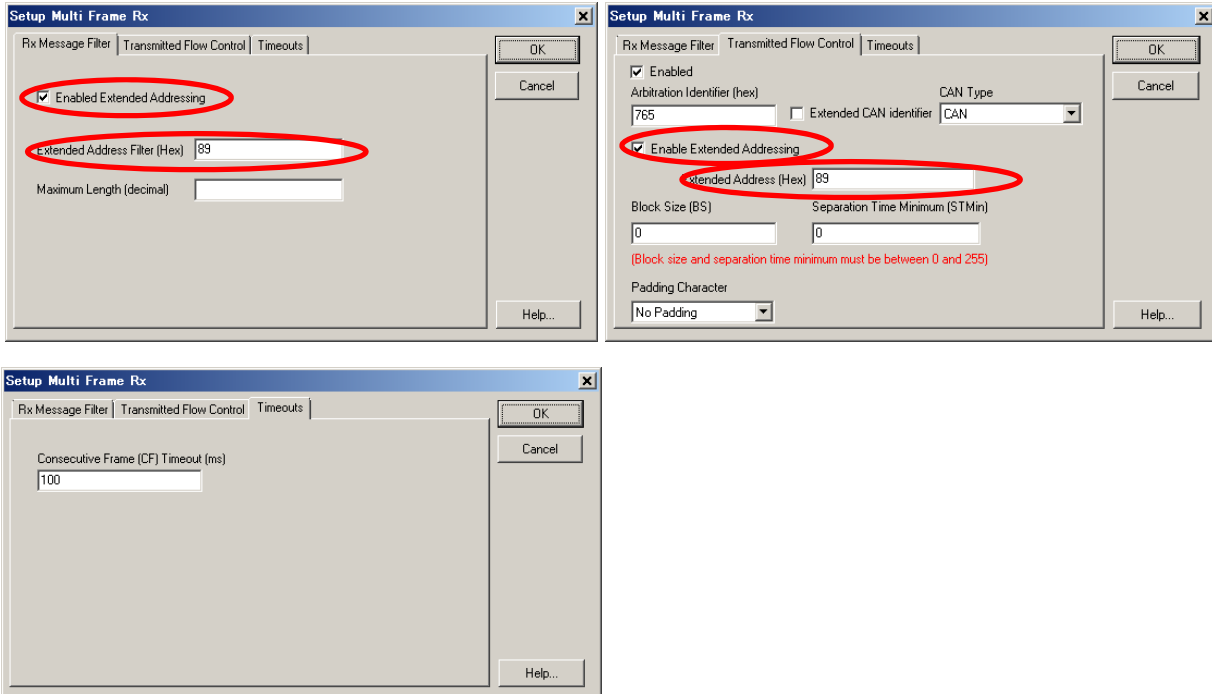 Setup Multi Frame Rx
Rx Message Filter Transmitted Flow Control Timeouts
OK
Cancel
Enabled Extended Addressing
Extended Address Filter (Hex) 89
Maximum Length (decimal)
Help...
Setup Multi Frame Rx
Rx Message Filter Transmitted Flow Control Timeouts
OK
Cancel
Enabled
Arbitration Identifier (hex) CAN Type
765 Extended CAN identifier CAN
Enable Extended Addressing
Extended Address (Hex) 89
Block Size (BS) Separation Time Minimum (STMin)
0 0
(Block size and separation time minimum must be between 0 and 255)
Padding Character
No Padding
Help...
Setup Multi Frame Rx
Rx Message Filter Transmitted Flow Control Timeouts
OK
Cancel
Consecutive Frame (CF) Timeout (ms)
100
Help...